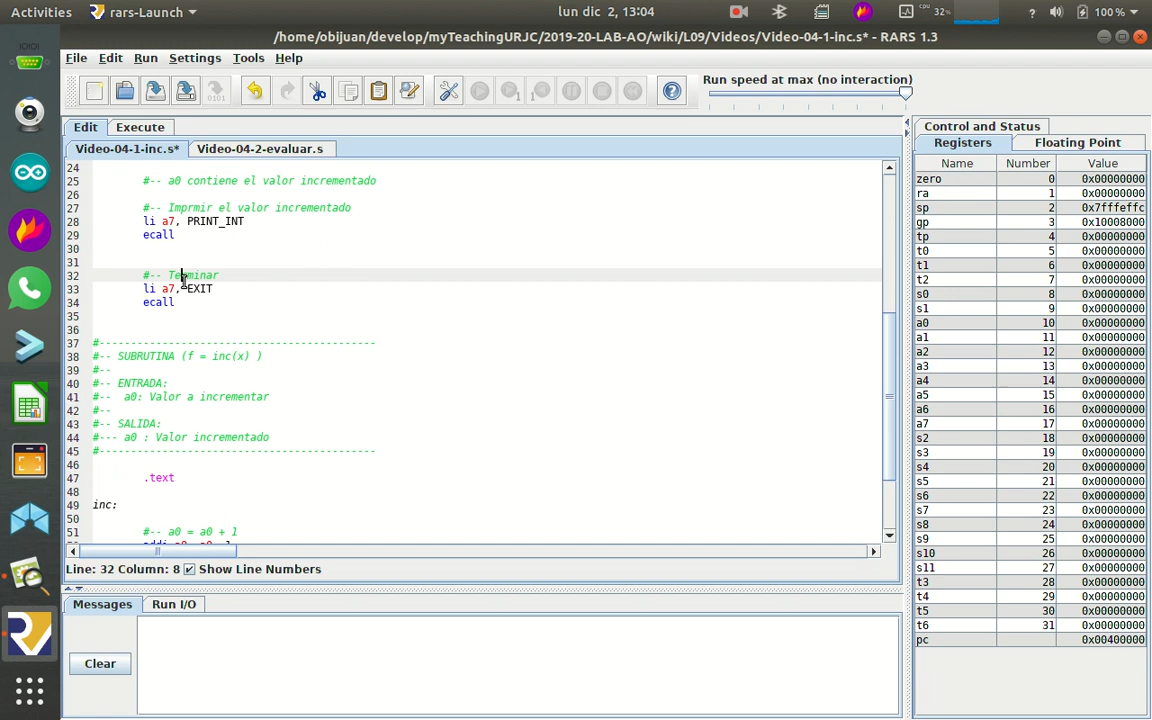 Activities rars-Launch lun dic 2, 13:04 cpu 32% ? 100%
/home/obijuan/develop/myTeachingURJC/2019-20-LAB-AO/wiki/L09/Videos/Video-04-1-inc.s* - RARS 1.3
File Edit Run Settings Tools Help
Run speed at max (no interaction)
Edit Execute
Video-04-1-inc.s* Video-04-2-evaluar.s
24
25 #-- a0 contiene el valor incrementado
26
27 #-- Imprmir el valor incrementado
28 li a7, PRINT_INT
29 ecall
30
31
32 #-- Terminar
33 li a7, EXIT
34 ecall
35
36
37 #-----------------------------------------
38 #-- SUBRUTINA (f = inc(x) )
39 #--
40 #-- ENTRADA:
41 #--  a0: Valor a incrementar
42 #--
43 #-- SALIDA:
44 #--- a0 : Valor incrementado
45 #-----------------------------------------
46
47 .text
48
49 inc:
50
51 #-- a0 = a0 + 1
Line: 32 Column: 8 Show Line Numbers
Messages Run I/O
Clear
Control and Status
Registers Floating Point
Name Number Value
zero 0 0x00000000
ra 1 0x00000000
sp 2 0x7fffeffc
gp 3 0x10008000
tp 4 0x00000000
t0 5 0x00000000
t1 6 0x00000000
t2 7 0x00000000
s0 8 0x00000000
s1 9 0x00000000
a0 10 0x00000000
a1 11 0x00000000
a2 12 0x00000000
a3 13 0x00000000
a4 14 0x00000000
a5 15 0x00000000
a6 16 0x00000000
a7 17 0x00000000
s2 18 0x00000000
s3 19 0x00000000
s4 20 0x00000000
s5 21 0x00000000
s6 22 0x00000000
s7 23 0x00000000
s8 24 0x00000000
s9 25 0x00000000
s10 26 0x00000000
s11 27 0x00000000
t3 28 0x00000000
t4 29 0x00000000
t5 30 0x00000000
t6 31 0x00000000
pc 0x00400000